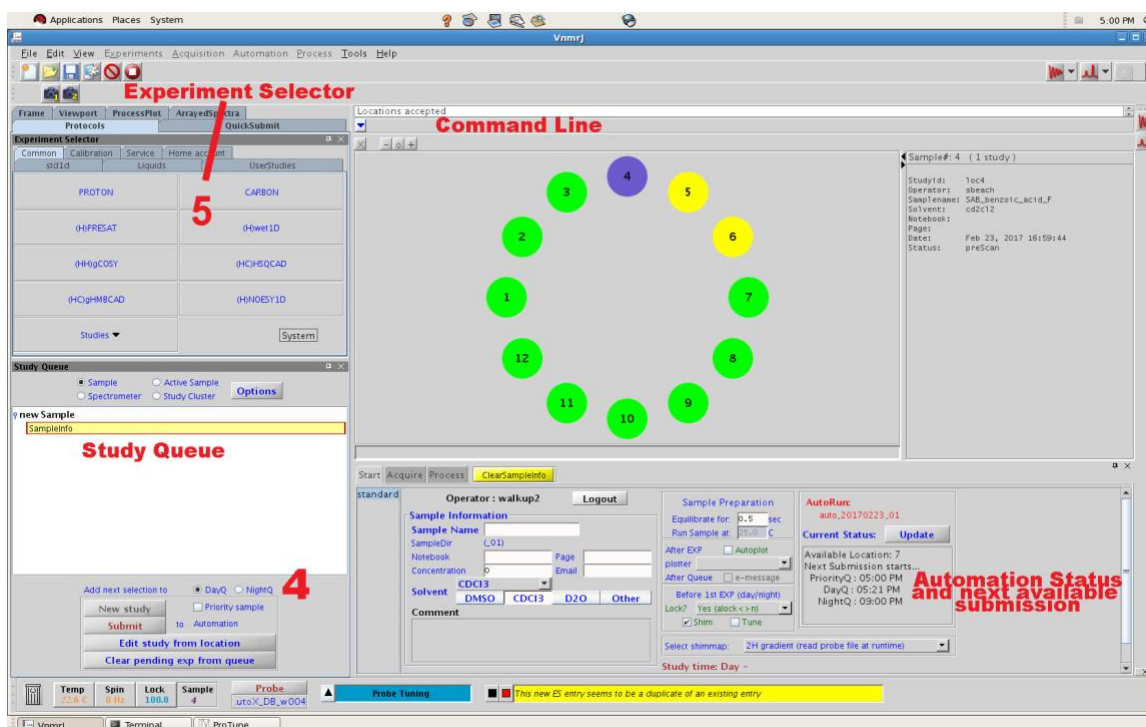 Applications Places System
5:00 PM
VnmrJ
File Edit View Experiments Acquisition Automation Process Tools Help
Experiment Selector
Frame Viewport ProcessPlot ArrayedSpectra
Protocols QuickSubmit
Locations accepted
Command Line
Experiment Selector
Common Calibration Service Home account
std1d Liquids UserStudies
PROTON CARBON
5
(H)PRESAT (H)wet1D
(HH)gCOSY (HC)HSQCAD
(HC)gHMBCAD (H)NOESY1D
Studies System
Study Queue
Sample Active Sample
Spectrometer Study Cluster
Options
new Sample
SampleInfo
Study Queue
Add next selection to DayQ NightQ
4
New study Priority sample
Submit to Automation
Edit study from location
Clear pending exp from queue
4
3
5
2
6
1
7
12
8
11
9
10
Sample#: 4 ( 1 study )
Studyid: loc4
Operator: sbeach
Samplename: SAB_benzoic_acid_F
Solvent: cd2cl2
Notebook:
Page:
Date: Feb 23, 2017 16:59:44
Status: preScan
Start Acquire Process ClearSampleInfo
standard
Operator : walkup2 Logout
Sample Information
Sample Name
SampleDir (_01)
Notebook Page
Concentration 0 Email
Solvent CDCl3
DMSO CDCl3 D2O Other
Comment
Sample Preparation
Equilibrate for: 0.5 sec
Run Sample at: 25.0 C
After EXP Autoplot
plotter
After Queue e-message
Before 1st EXP (day/night)
Lock? Yes (alock<>n)
Shim Tune
Select shimmap: 2H gradient (read probe file at runtime)
Study time: Day -
AutoRun:
auto_20170223_01
Current Status: Update
Available Location: 7
Next Submission starts...
PriorityQ : 05:00 PM
DayQ : 05:21 PM
NightQ : 09:00 PM
Automation Status
and next available
submission
Temp Spin Lock Sample Probe
22.6 C 0 Hz 100.0 4 utoX_DB_w004
Probe Tuning
This new ES entry seems to be a duplicate of an existing entry
VnmrJ Terminal ProTune